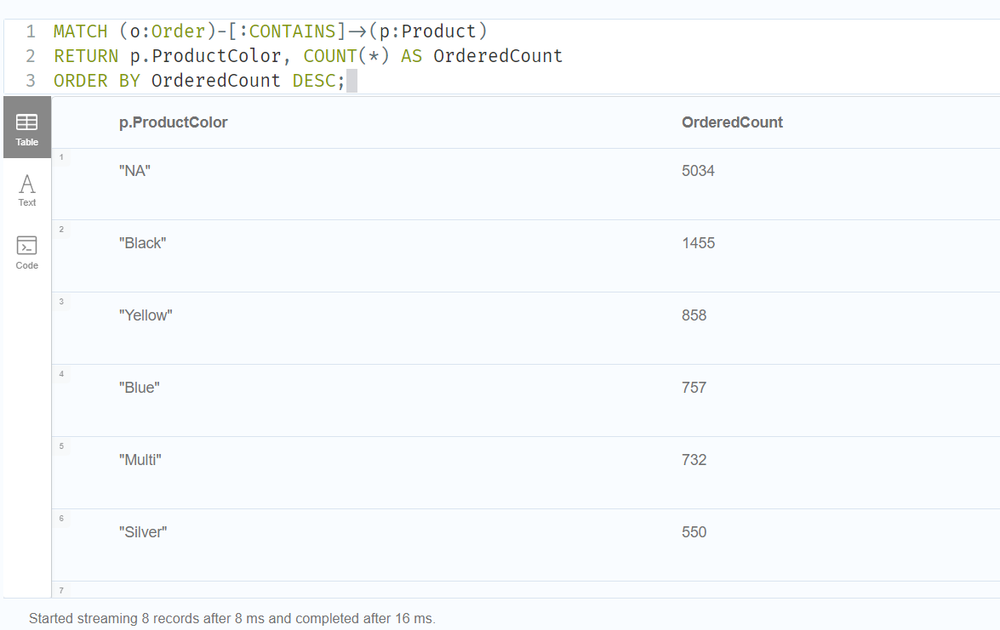 1 MATCH (o:Order)-[:CONTAINS]→(p:Product)
2 RETURN p.ProductColor, COUNT(*) AS OrderedCount
3 ORDER BY OrderedCount DESC;
Table
Text
Code
p.ProductColor OrderedCount
1 "NA" 5034
2 "Black" 1455
3 "Yellow" 858
4 "Blue" 757
5 "Multi" 732
6 "Silver" 550
7
Started streaming 8 records after 8 ms and completed after 16 ms.